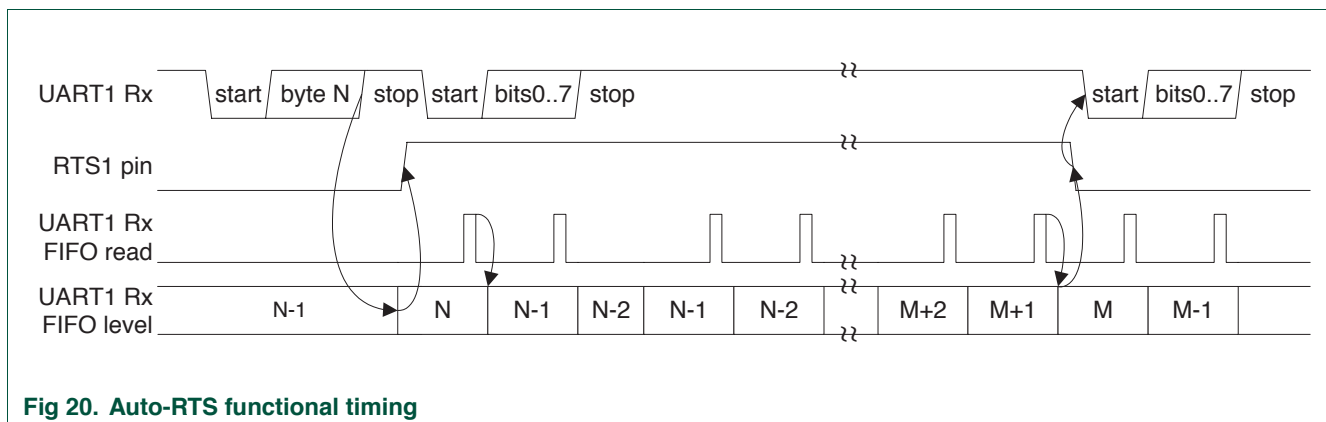 UART1 Rx
start byte N stop start bits0..7 stop start bits0..7 stop
RTS1 pin
UART1 Rx
FIFO read
UART1 Rx
FIFO level
N-1 N N-1 N-2 N-1 N-2 M+2 M+1 M M-1
Fig 20. Auto-RTS functional timing